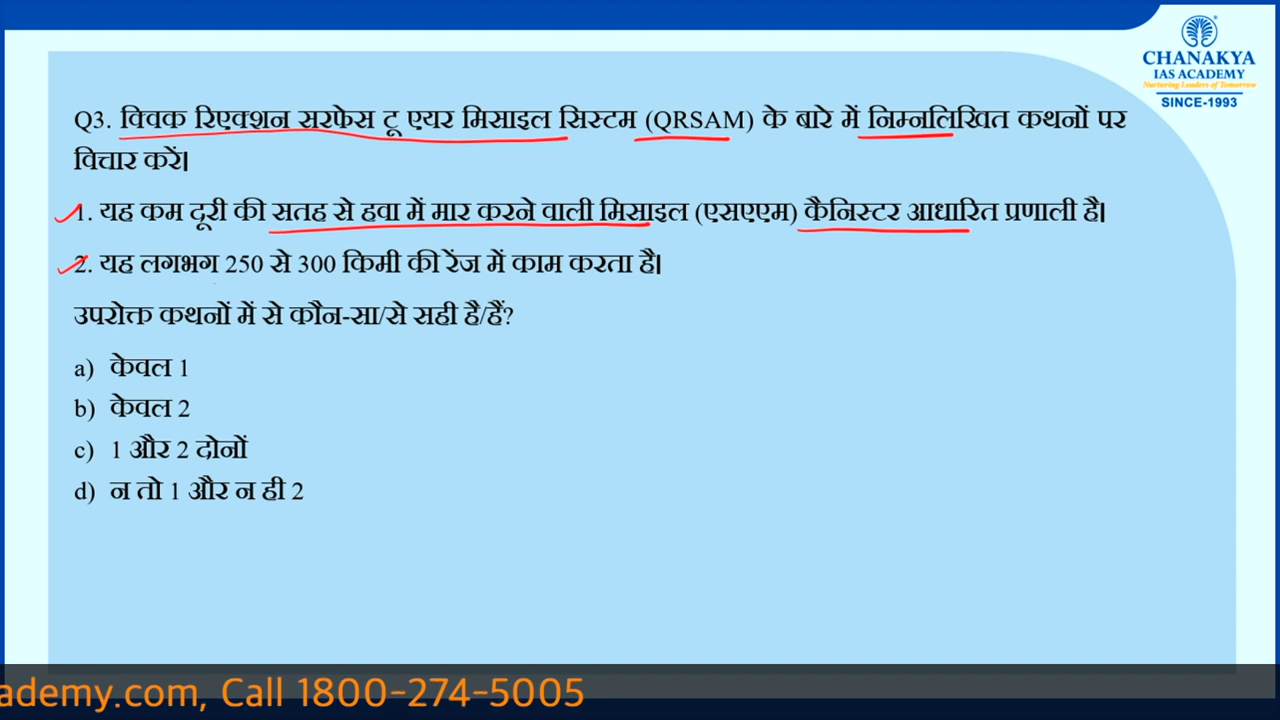 CHANAKYA
IAS ACADEMY
Nurturing Leaders of Tomorrow
SINCE-1993
Q3. क्विक रिएक्शन सरफेस टू एयर मिसाइल सिस्टम (QRSAM) के बारे में निम्नलिखित कथनों पर
विचार करें।
1. यह कम दूरी की सतह से हवा में मार करने वाली मिसाइल (एसएएम) कैनिस्टर आधारित प्रणाली है।
2. यह लगभग 250 से 300 किमी की रेंज में काम करता है।
उपरोक्त कथनों में से कौन-सा/से सही है/हैं?
a) केवल 1
b) केवल 2
c) 1 और 2 दोनों
d) न तो 1 और न ही 2
ademy.com, Call 1800-274-5005